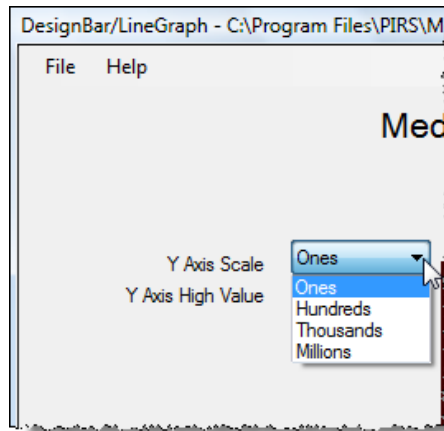 DesignBar/LineGraph - C:\Program Files\PIRS\M
File Help
Med
Y Axis Scale Ones
Y Axis High Value
Ones
Hundreds
Thousands
Millions